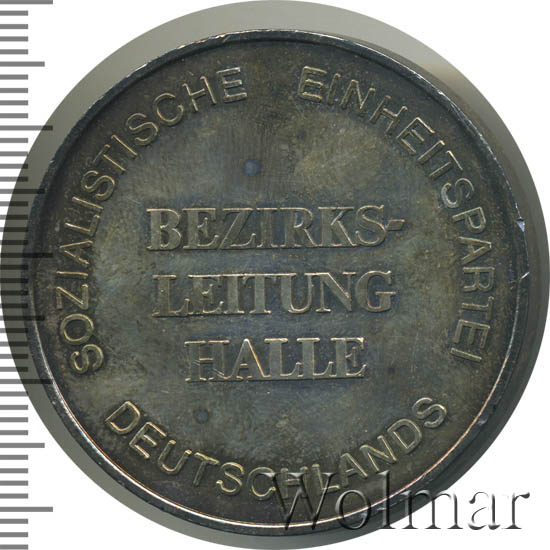 SOZIALISTISCHE EINHEITSPARTEI
DEUTSCHLANDS
BEZIRKS-
LEITUNG
HALLE
Wolmar